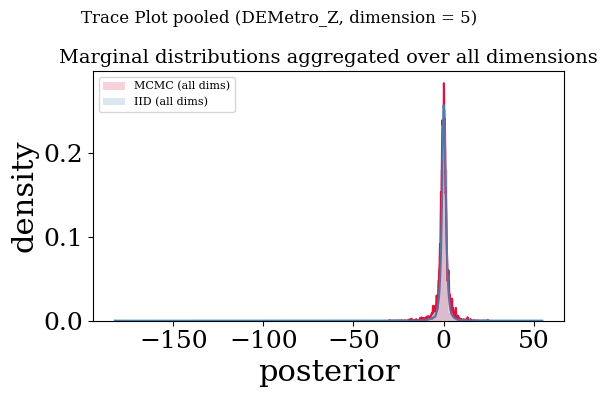 Trace Plot pooled (DEMetro_Z, dimension = 5)
Marginal distributions aggregated over all dimensions
MCMC (all dims)
IID (all dims)
density
0.2
0.1
0.0
−150
−100
−50
0
50
posterior